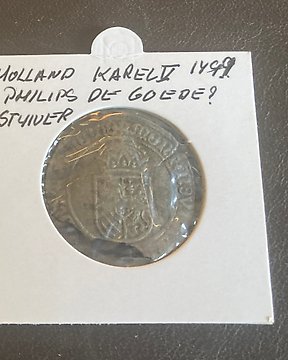 HOLLAND KAREL V 1499
PHILIPS DE GOEDE?
STUIVER